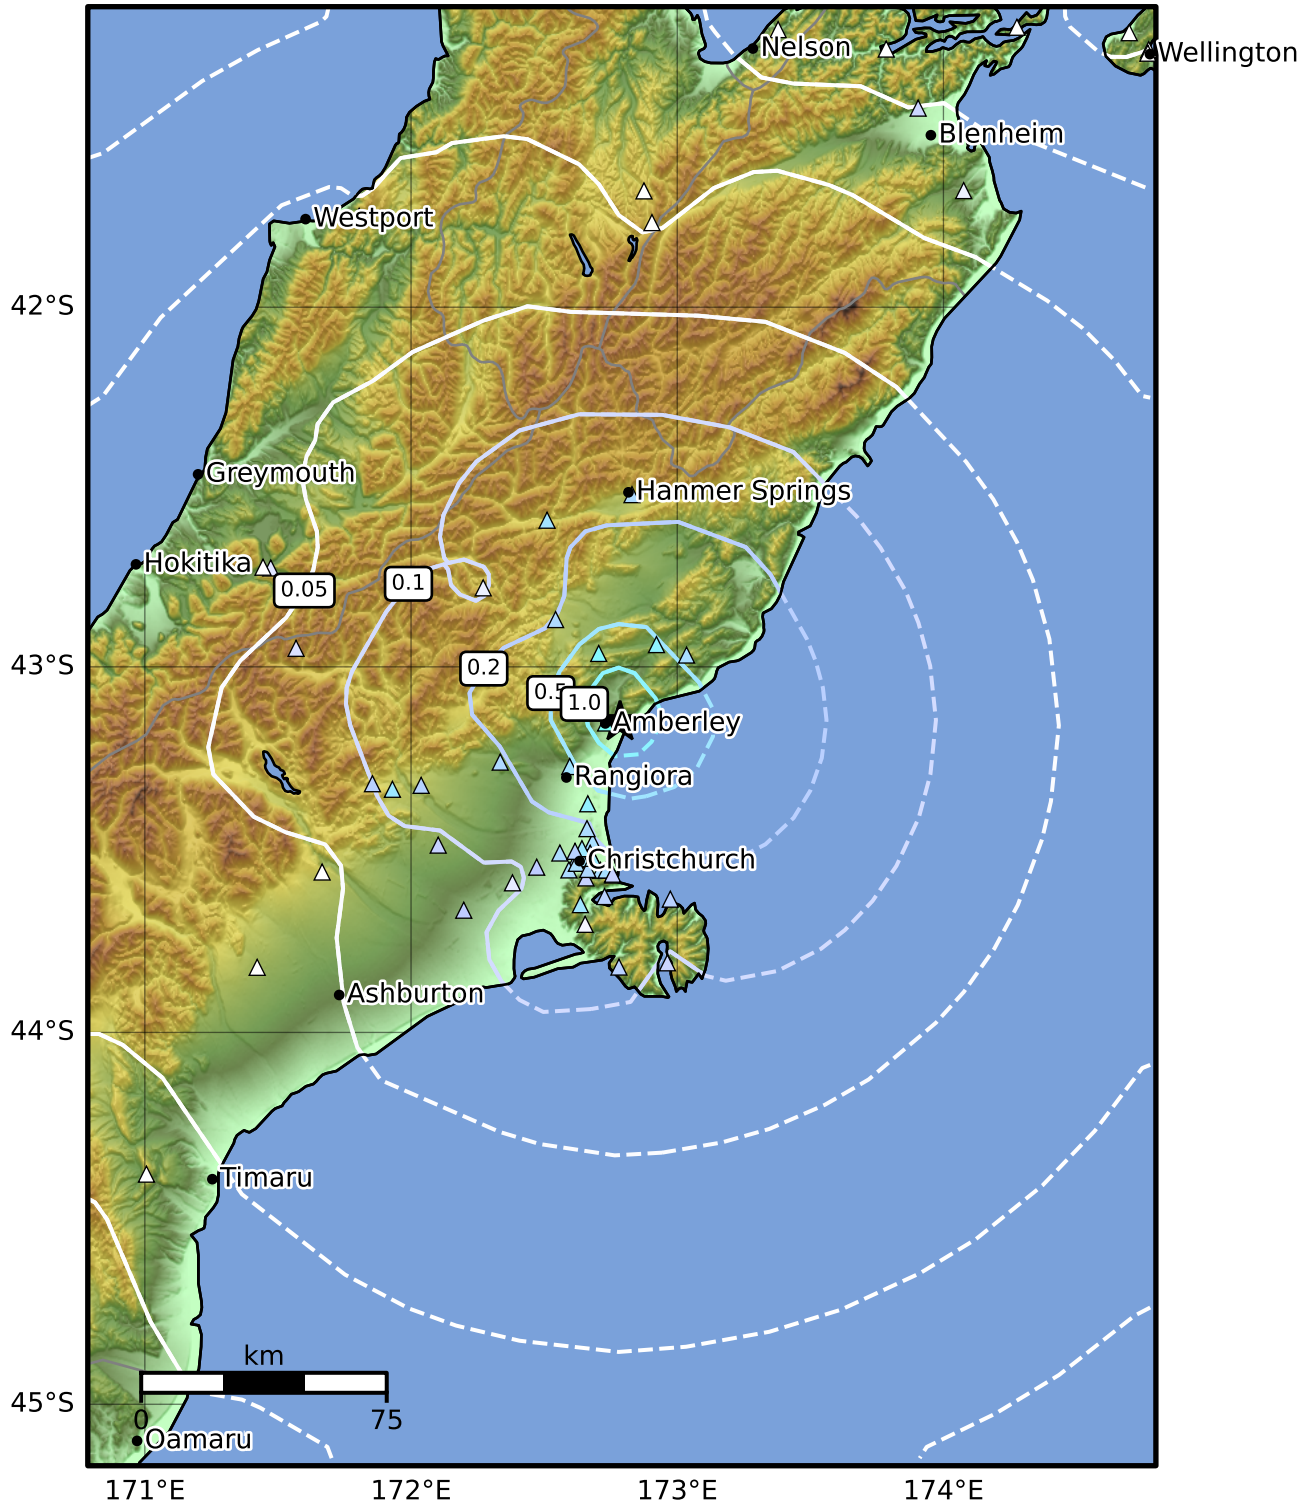 Nelson
Wellington
Blenheim
Westport
42°S
Greymouth
Hanmer Springs
Hokitika
0.05
0.1
43°S
0.2
0.5
1.0
Amberley
Rangiora
Christchurch
Ashburton
44°S
Timaru
km
0
75
45°S
Oamaru
171°E
172°E
173°E
174°E